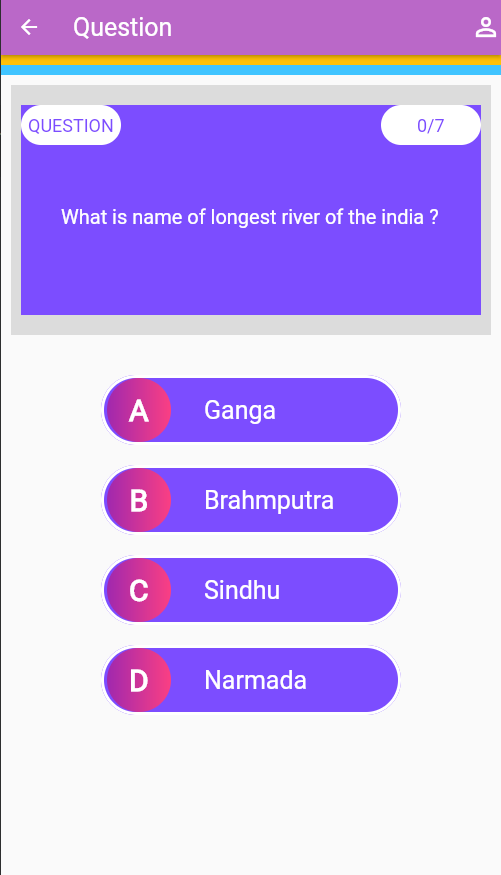 Question
QUESTION
0/7
What is name of longest river of the india ?
A
Ganga
B
Brahmputra
C
Sindhu
D
Narmada